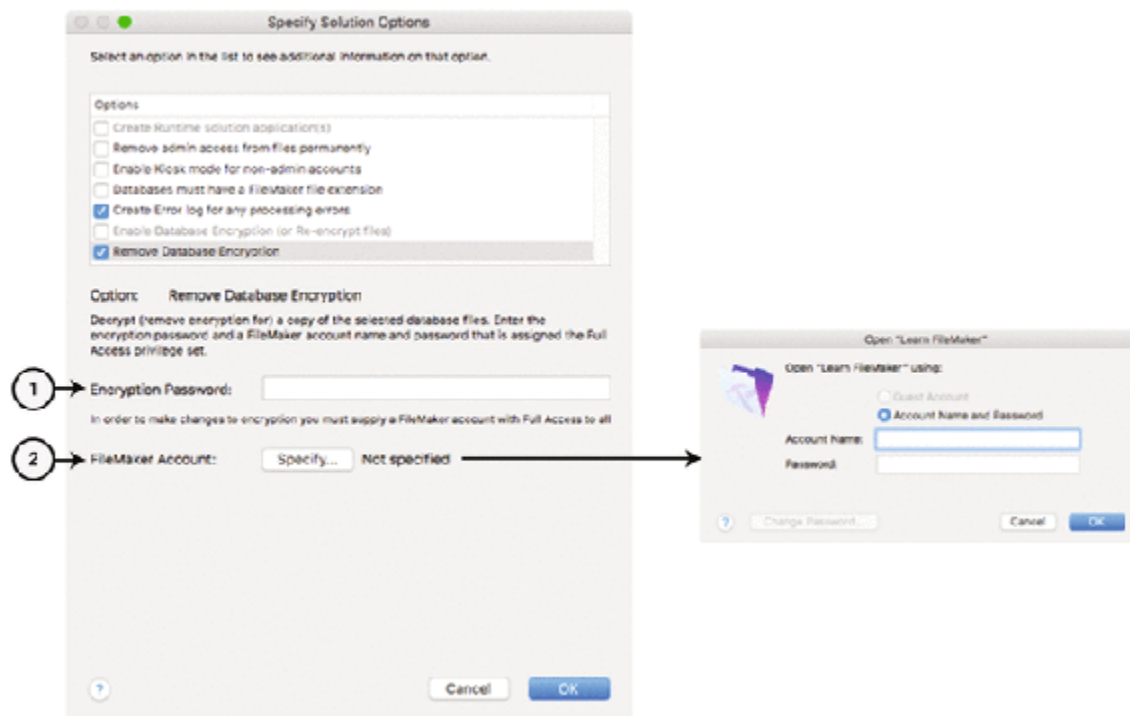 Specify Solution Options
Select an option in the list to see additional information on that option.
Options
Create Runtime solution application(s)
Remove admin access from files permanently
Enable Kiosk mode for non-admin accounts
Databases must have a FileMaker file extension
Create Error log for any processing errors
Enable Database Encryption (or Re-encrypt files)
Remove Database Encryption
Option: Remove Database Encryption
Decrypt (remove encryption for) a copy of the selected database files. Enter the
encryption password and a FileMaker account name and password that is assigned the Full
Access privilege set.
1 Encryption Password:
In order to make changes to encryption you must supply a FileMaker account with Full Access to all
2 FileMaker Account: Specify... Not specified
? Cancel OK
Open "Learn FileMaker"
Open "Learn FileMaker" using:
Guest Account
Account Name and Password
Account Name:
Password:
? Change Password... Cancel OK